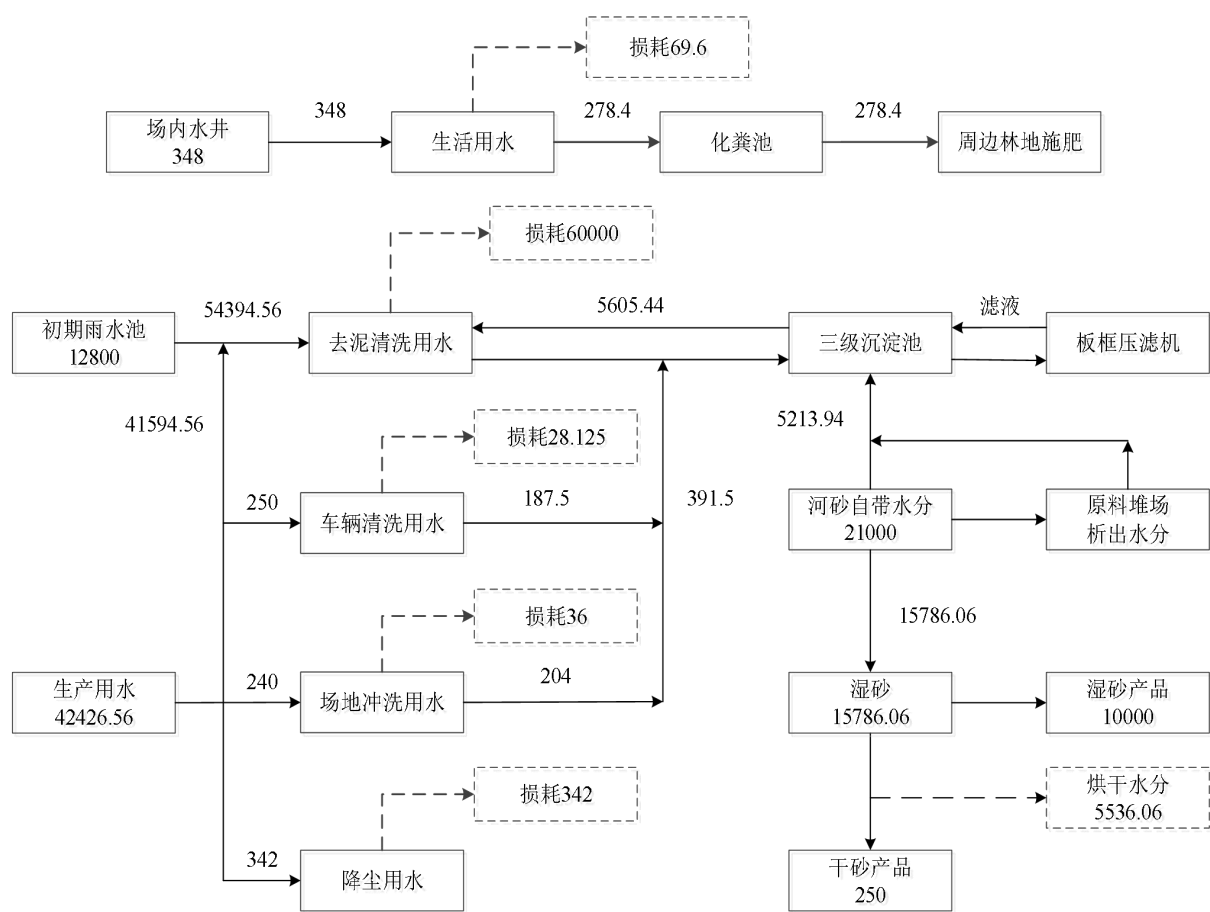 损耗69.6
348
278.4
278.4
场内水井
348
生活用水
化粪池
周边林地施肥
损耗60000
54394.56
5605.44
滤液
初期雨水池
12800
去泥清洗用水
三级沉淀池
板框压滤机
41594.56
损耗28.125
5213.94
250
187.5
391.5
车辆清洗用水
河砂自带水分
21000
原料堆场
析出水分
损耗36
15786.06
240
204
生产用水
42426.56
场地冲洗用水
湿砂
15786.06
湿砂产品
10000
损耗342
烘干水分
5536.06
342
降尘用水
干砂产品
250